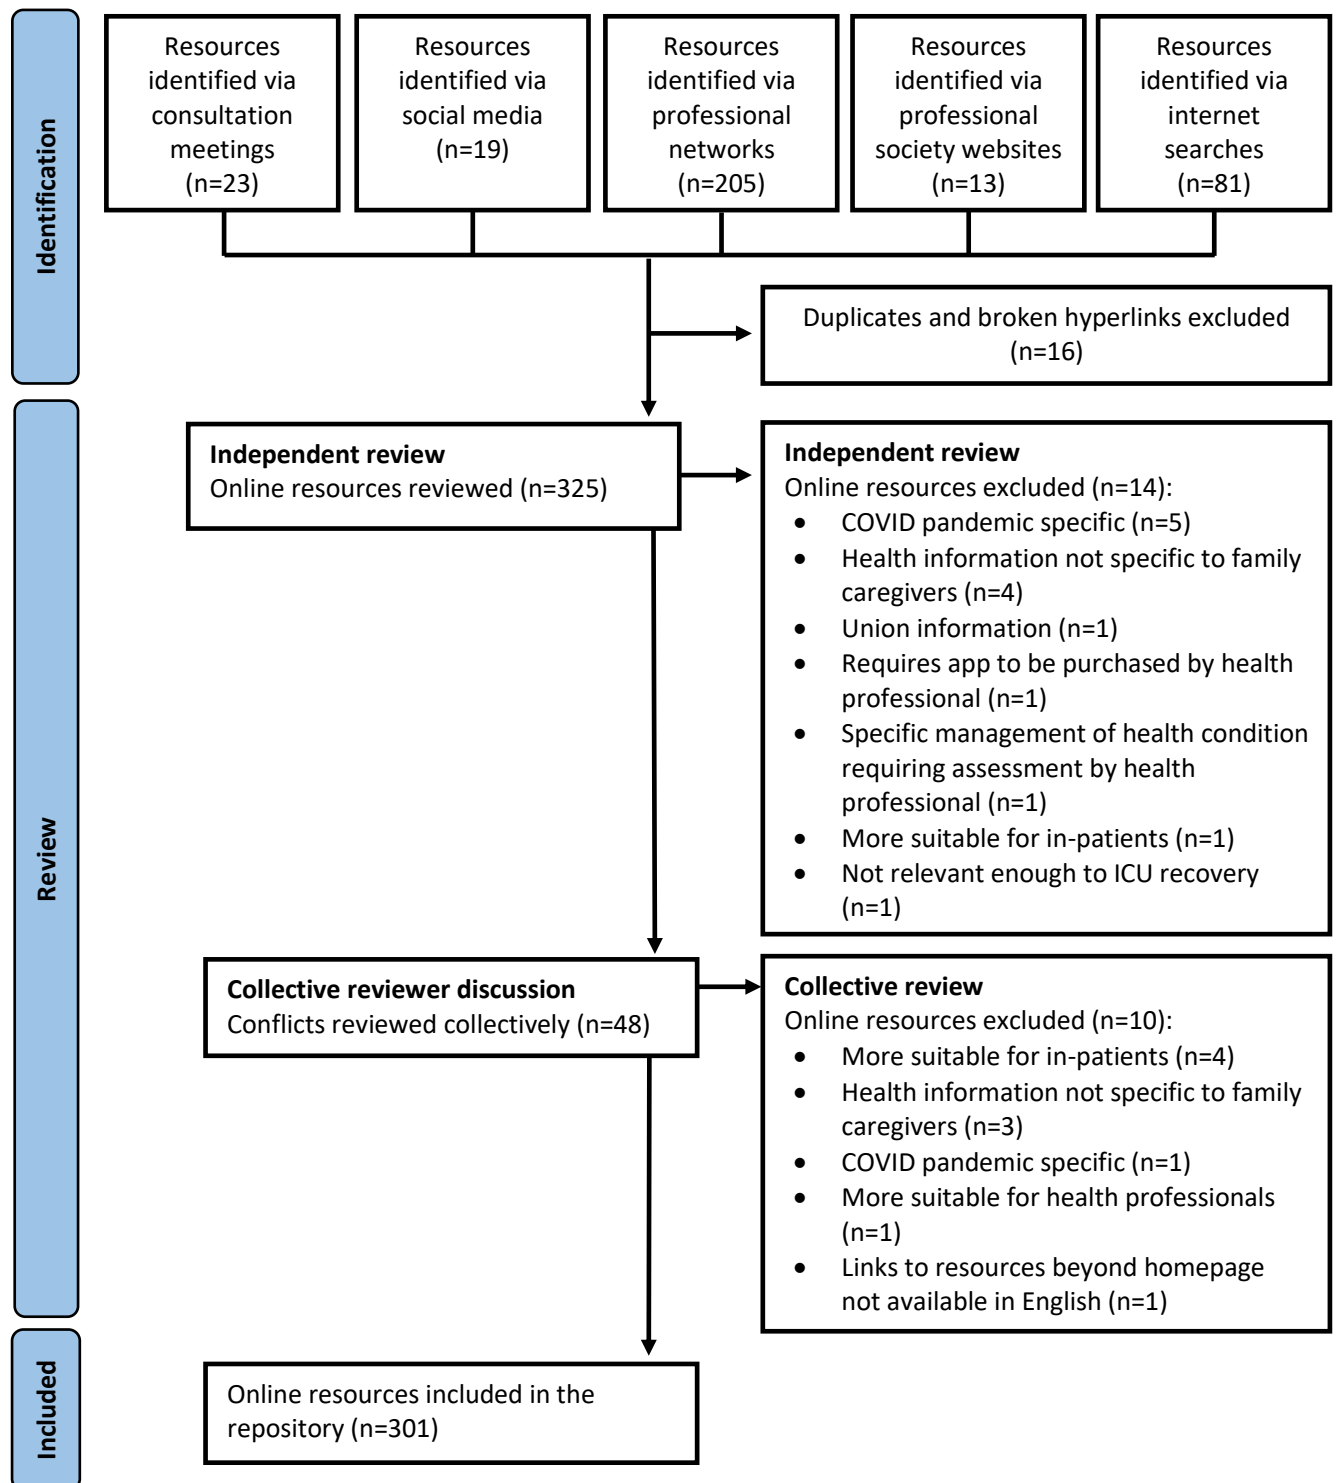 Identification
Resources
identified via
consultation
meetings
(n=23)
Resources
identified via
social media
(n=19)
Resources
identified via
professional
networks
(n=205)
Resources
identified via
professional
society websites
(n=13)
Resources
identified via
internet
searches
(n=81)
Duplicates and broken hyperlinks excluded
(n=16)
Review
Independent review
Online resources reviewed (n=325)
Independent review
Online resources excluded (n=14):
• COVID pandemic specific (n=5)
• Health information not specific to family
caregivers (n=4)
• Union information (n=1)
• Requires app to be purchased by health
professional (n=1)
• Specific management of health condition
requiring assessment by health
professional (n=1)
• More suitable for in-patients (n=1)
• Not relevant enough to ICU recovery
(n=1)
Collective reviewer discussion
Conflicts reviewed collectively (n=48)
Collective review
Online resources excluded (n=10):
• More suitable for in-patients (n=4)
• Health information not specific to family
caregivers (n=3)
• COVID pandemic specific (n=1)
• More suitable for health professionals
(n=1)
• Links to resources beyond homepage
not available in English (n=1)
Included
Online resources included in the
repository (n=301)